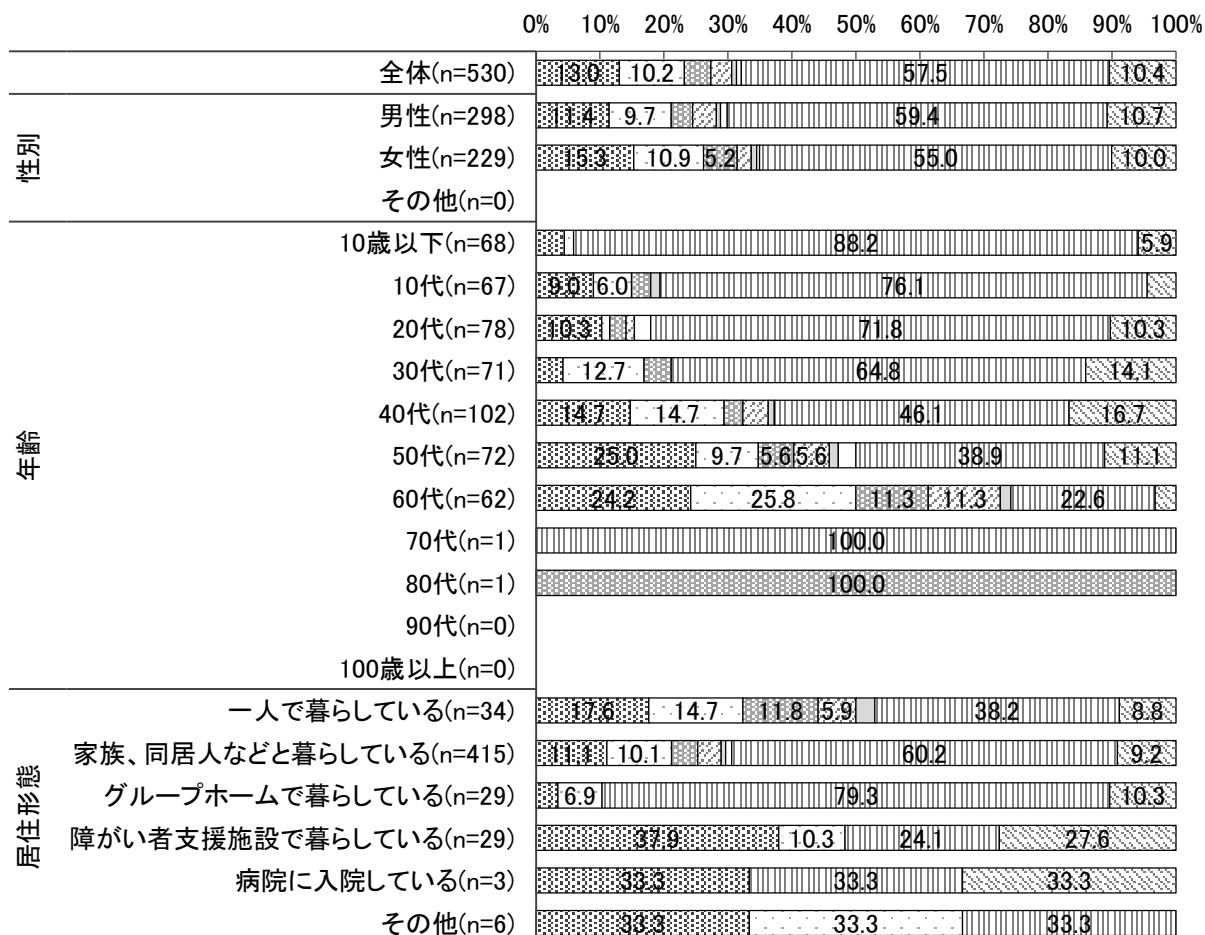 0% 10% 20% 30% 40% 50% 60% 70% 80% 90% 100%
全体(n=530) 13.0 10.2 57.5 10.4
性別
男性(n=298) 11.4 9.7 59.4 10.7
女性(n=229) 15.3 10.9 5.2 55.0 10.0
その他(n=0)
年齢
10歳以下(n=68) 88.2 5.9
10代(n=67) 9.0 6.0 76.1
20代(n=78) 10.3 71.8 10.3
30代(n=71) 12.7 64.8 14.1
40代(n=102) 14.7 14.7 46.1 16.7
50代(n=72) 25.0 9.7 5.6 5.6 38.9 11.1
60代(n=62) 24.2 25.8 11.3 11.3 22.6
70代(n=1) 100.0
80代(n=1) 100.0
90代(n=0)
100歳以上(n=0)
居住形態
一人で暮らしている(n=34) 17.6 14.7 11.8 5.9 38.2 8.8
家族、同居人などと暮らしている(n=415) 11.1 10.1 60.2 9.2
グループホームで暮らしている(n=29) 6.9 79.3 10.3
障がい者支援施設で暮らしている(n=29) 37.9 10.3 24.1 27.6
病院に入院している(n=3) 33.3 33.3 33.3
その他(n=6) 33.3 33.3 33.3